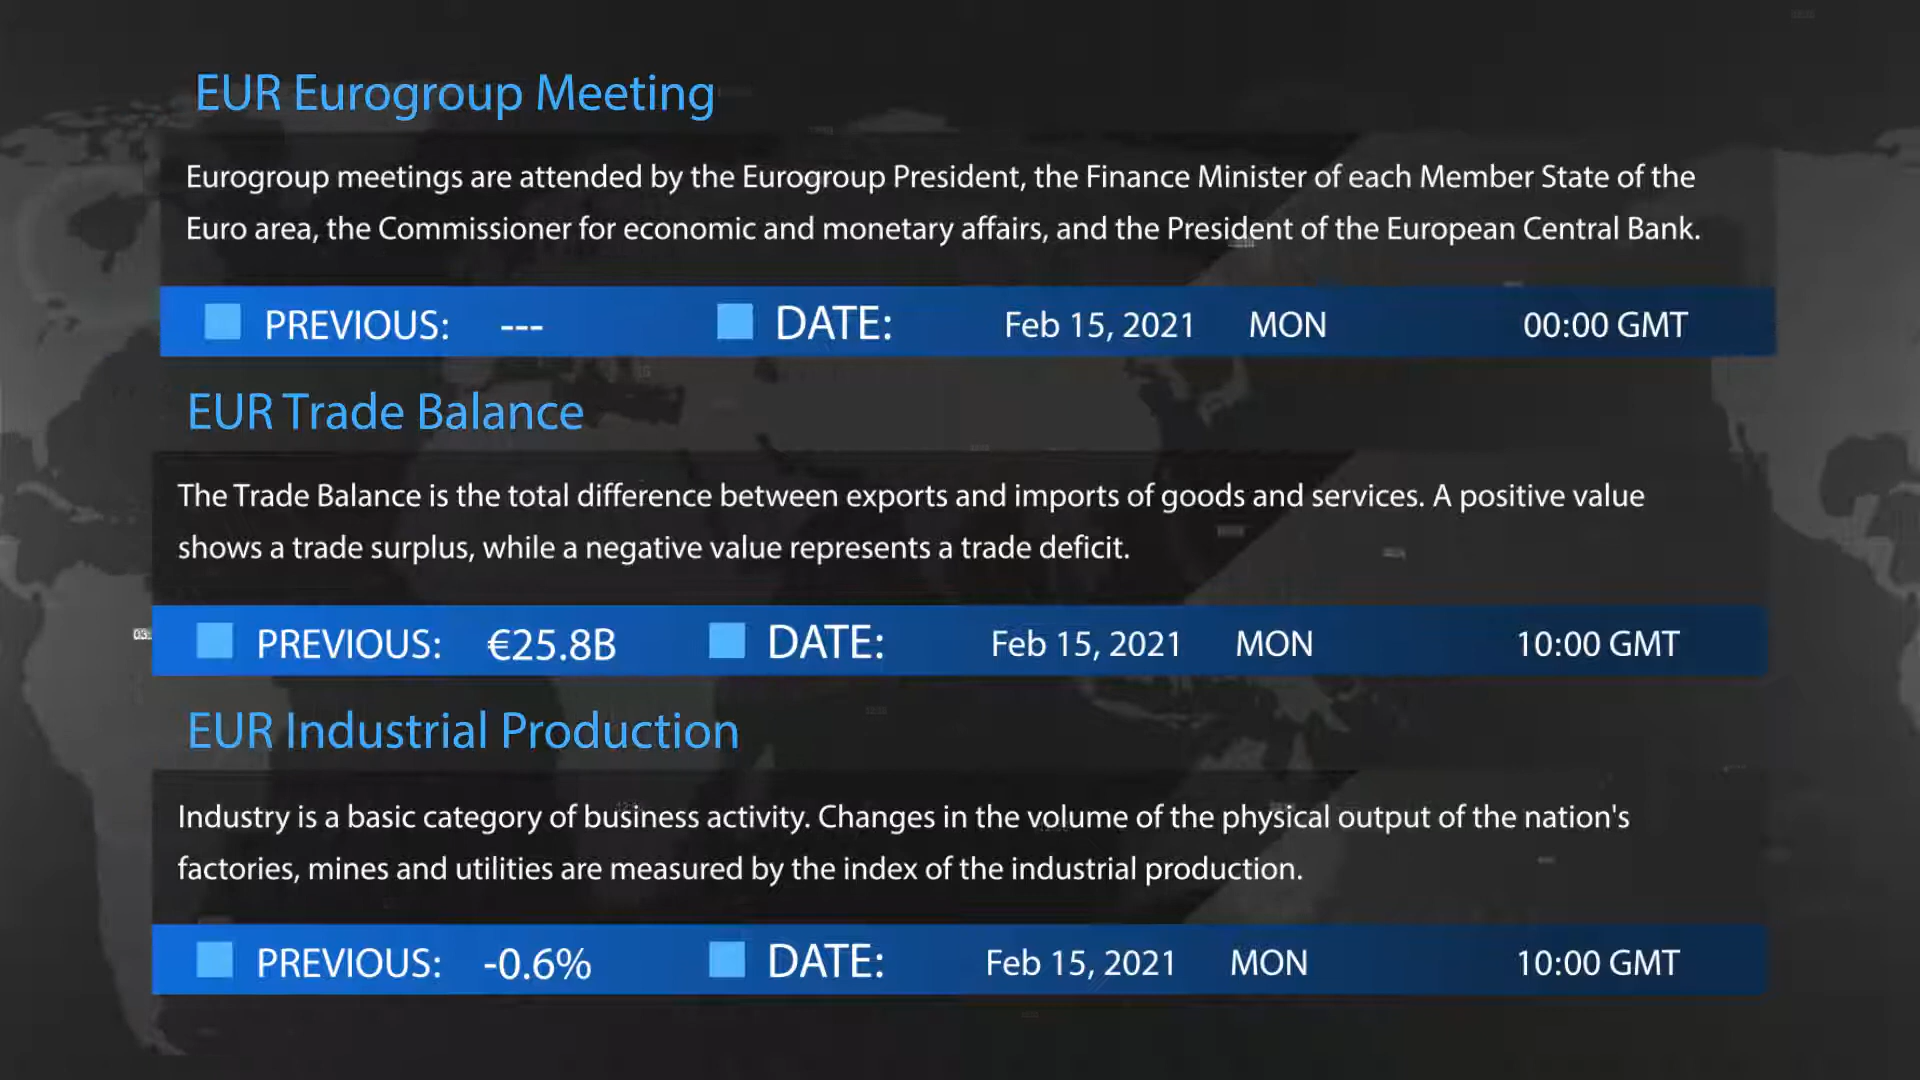 EUR Eurogroup Meeting
Eurogroup meetings are attended by the Eurogroup President, the Finance Minister of each Member State of the
Euro area, the Commissioner for economic and monetary affairs, and the President of the European Central Bank.
PREVIOUS: --- DATE: Feb 15, 2021 MON 00:00 GMT
EUR Trade Balance
The Trade Balance is the total difference between exports and imports of goods and services. A positive value
shows a trade surplus, while a negative value represents a trade deficit.
PREVIOUS: €25.8B DATE: Feb 15, 2021 MON 10:00 GMT
EUR Industrial Production
Industry is a basic category of business activity. Changes in the volume of the physical output of the nation's
factories, mines and utilities are measured by the index of the industrial production.
PREVIOUS: -0.6% DATE: Feb 15, 2021 MON 10:00 GMT